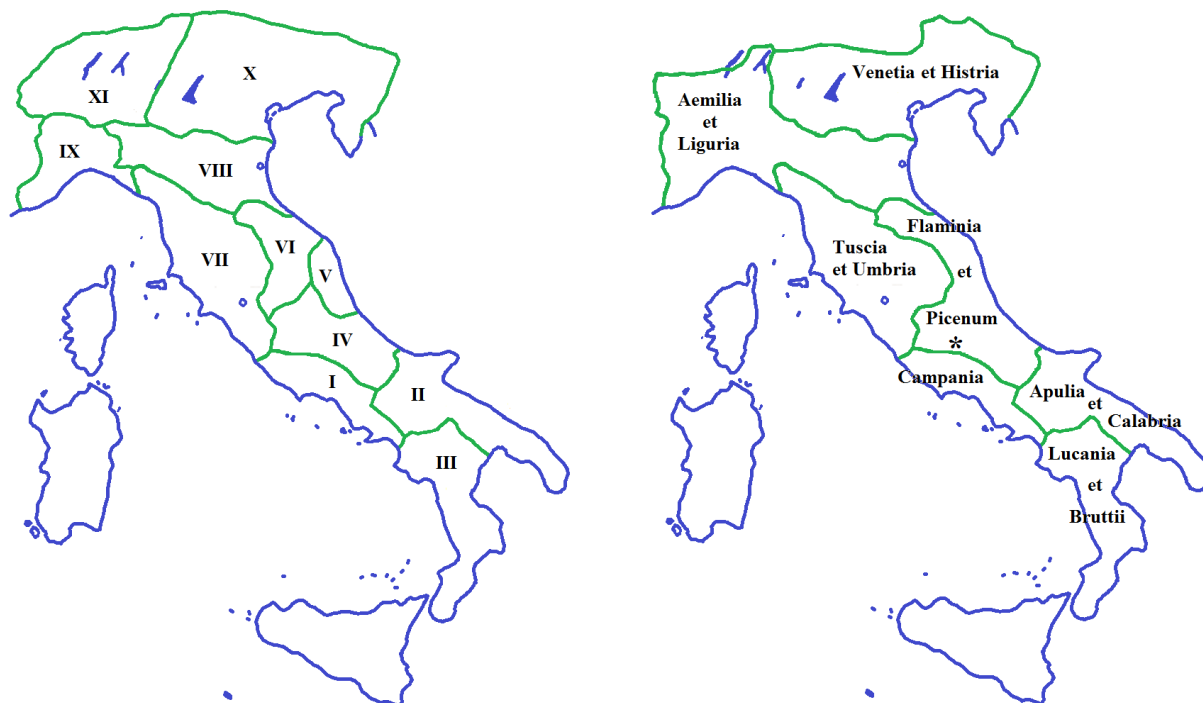 X
XI
IX
VIII
VI
VII
V
IV
I
II
III
Venetia et Histria
Aemilia
et
Liguria
Flaminia
Tuscia
et Umbria
et
Picenum
*
Campania
Apulia
et
Calabria
Lucania
et
Bruttii